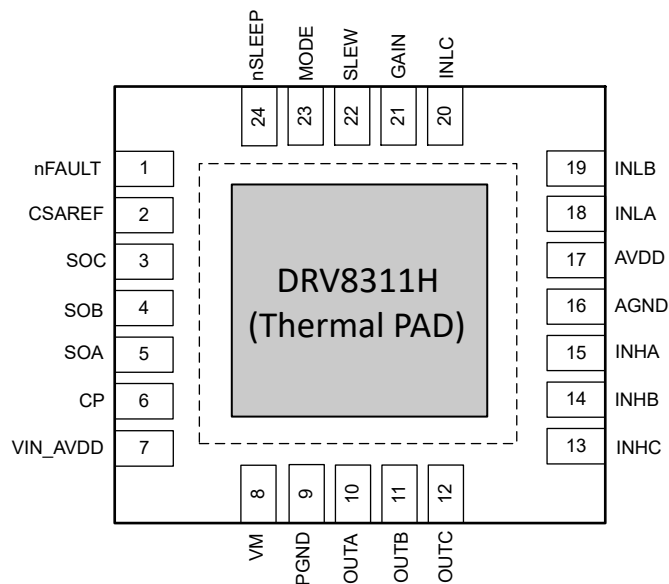 nSLEEP
MODE
SLEW
GAIN
INLC
24
23
22
21
20
nFAULT 1
CSAREF 2
SOC 3
SOB 4
SOA 5
CP 6
VIN_AVDD 7
DRV8311H
(Thermal PAD)
19 INLB
18 INLA
17 AVDD
16 AGND
15 INHA
14 INHB
13 INHC
8
9
10
11
12
VM
PGND
OUTA
OUTB
OUTC